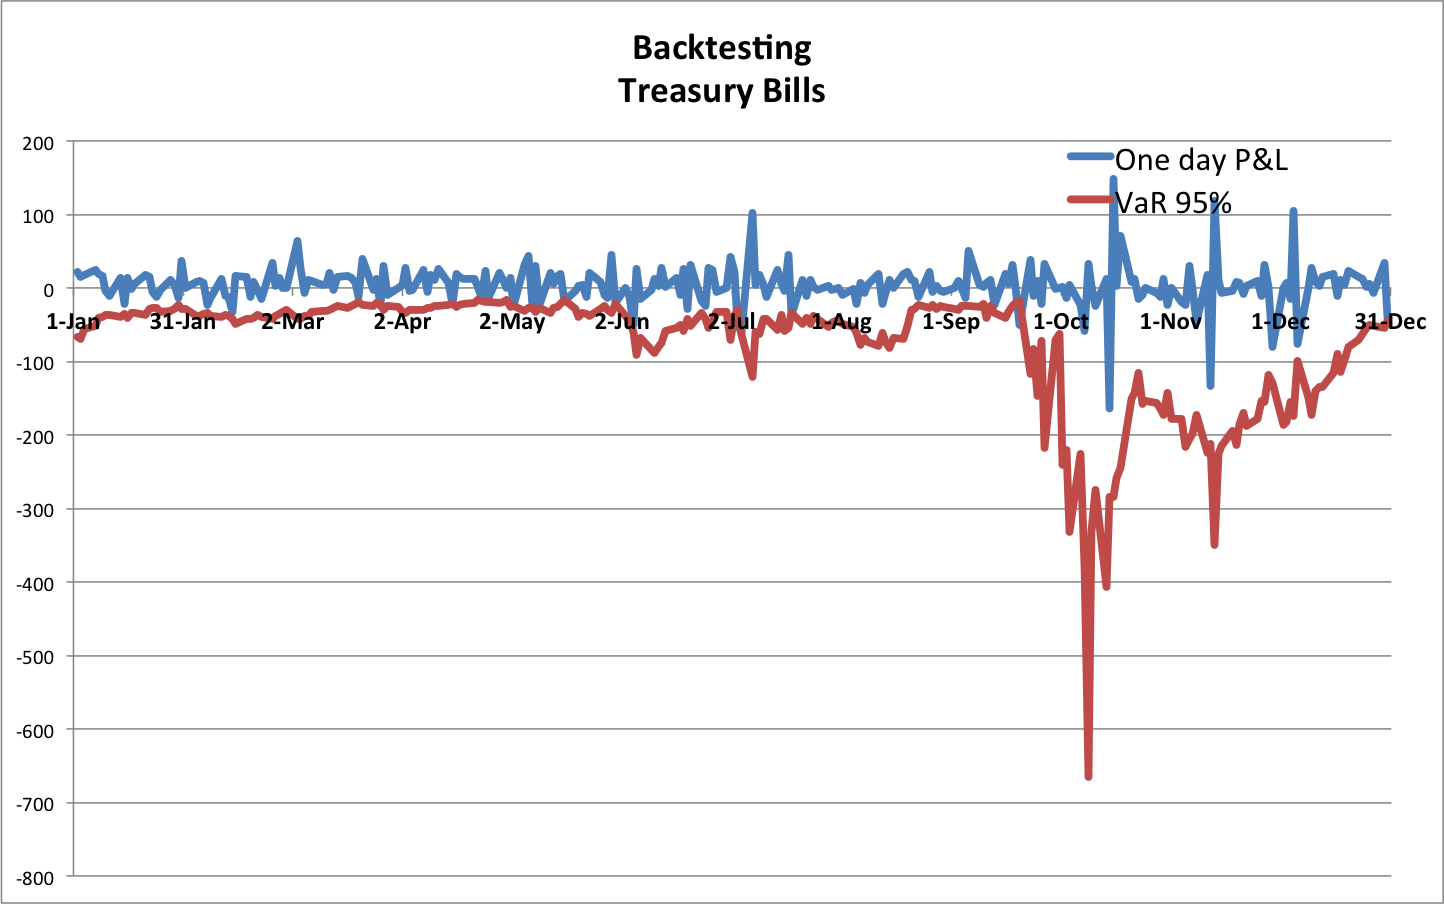 Backtesting
Treasury Bills
200
100
0
-100
-200
-300
-400
-500
-600
-700
-800
1-Jan 31-Jan 2-Mar 2-Apr 2-May 2-Jun 2-Jul 1-Aug 1-Sep 1-Oct 1-Nov 1-Dec 31-Dec
One day P&L
VaR 95%